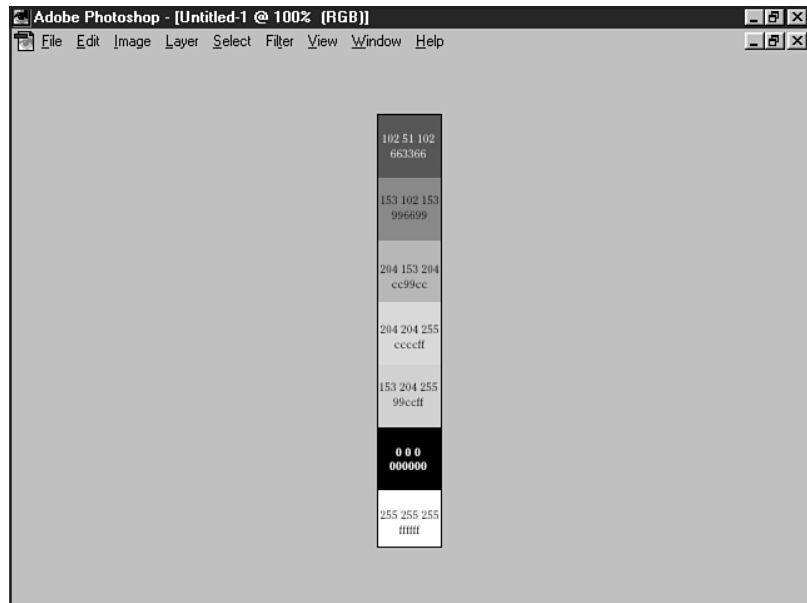 Adobe Photoshop - [Untitled-1 @ 100% (RGB)]
File Edit Image Layer Select Filter View Window Help
102 51 102
663366
153 102 153
996699
204 153 204
cc99cc
204 204 255
ccccff
153 204 255
99ccff
0 0 0
000000
255 255 255
ffffff